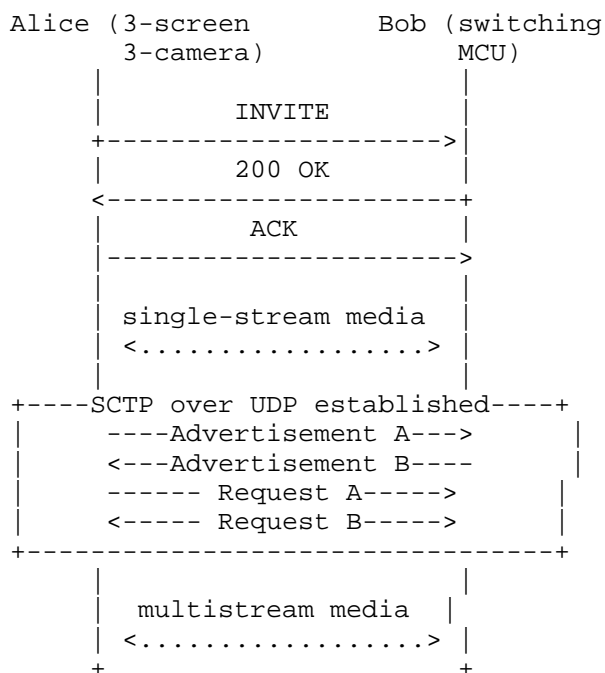 Alice (3-screen Bob (switching
3-camera) MCU)
INVITE
200 OK
ACK
single-stream media
SCTP over UDP established
Advertisement A
Advertisement B
Request A
Request B
multistream media